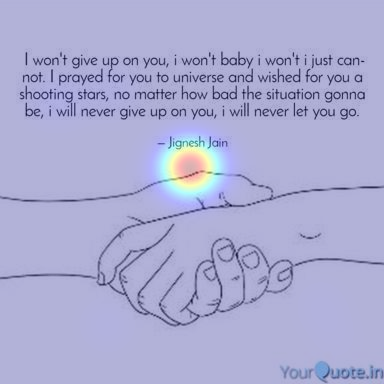 I won't give up on you, i won't baby i won't i just can-
not. I prayed for you to universe and wished for you a
shooting stars, no matter how bad the situation gonna
be, i will never give up on you, i will never let you go.
– Jignesh Jain
YourQuote.in